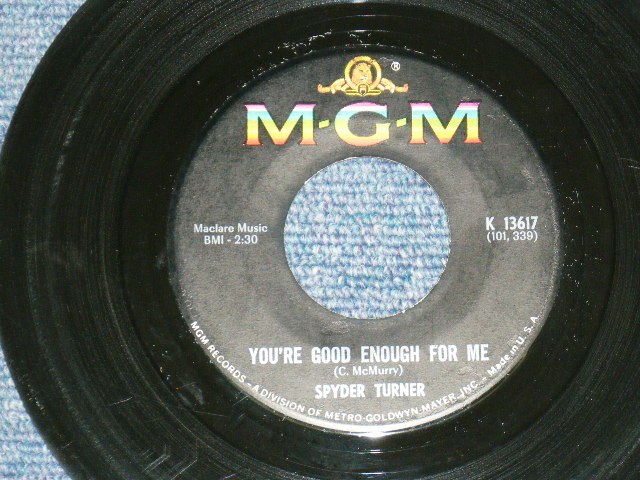 ®
M·G·M
Maclare Music
BMI - 2:30
K 13617
(101, 339)
YOU'RE GOOD ENOUGH FOR ME
(C. McMurry)
SPYDER TURNER
MGM RECORDS - A DIVISION OF METRO-GOLDWYN-MAYER, INC. - Made in U.S.A